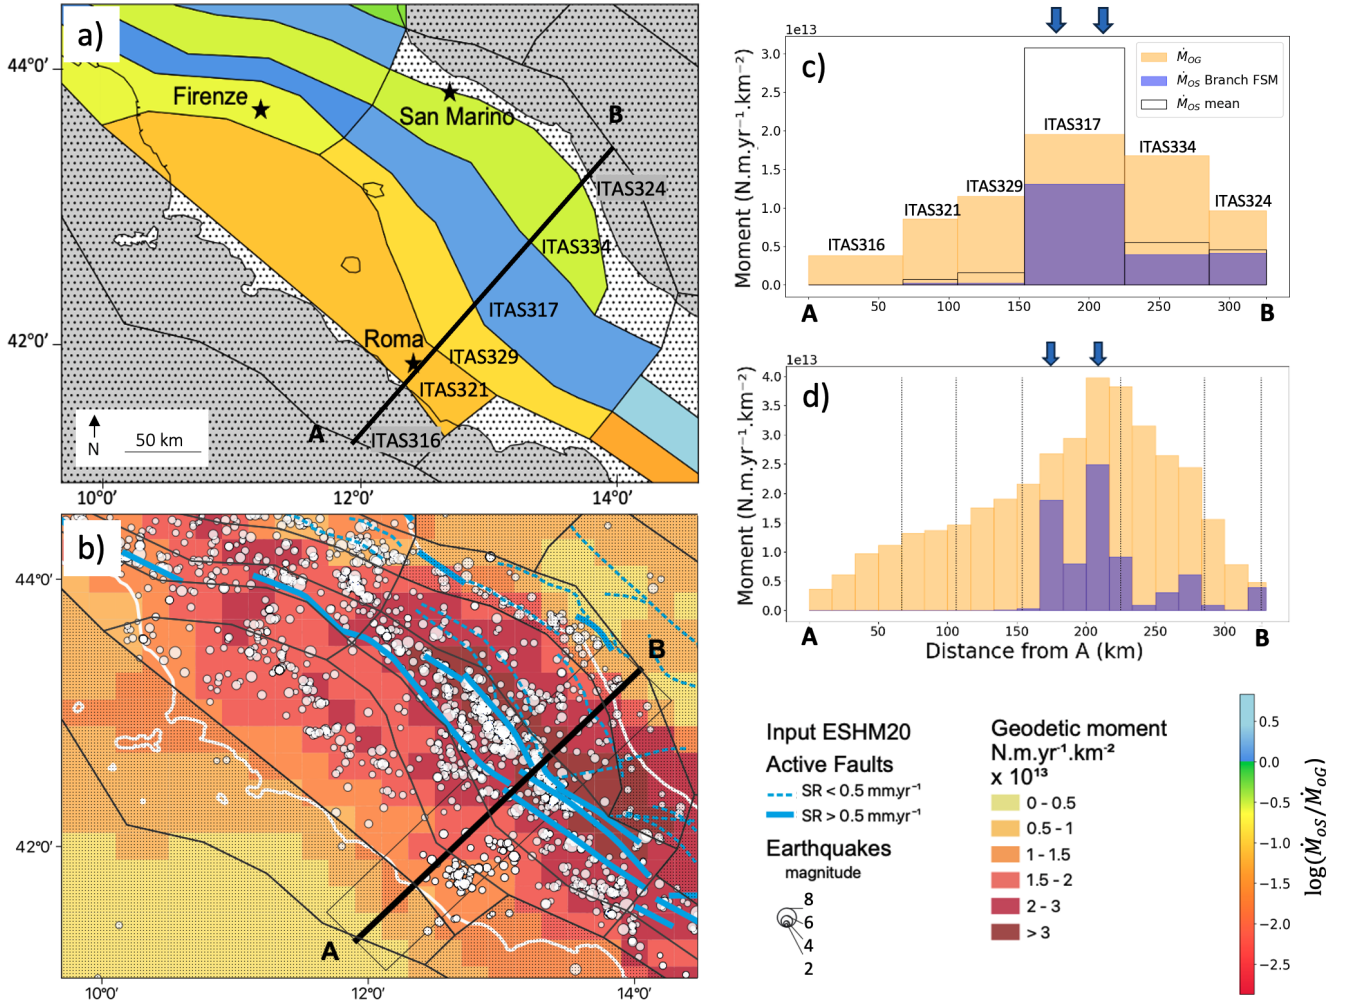 a)
44°0′
42°0′
10°0′
12°0′
14°0′
Firenze
San Marino
B
ITAS324
ITAS334
ITAS317
Roma
ITAS329
ITAS321
A
ITAS316
N
50 km
b)
44°0′
42°0′
10°0′
12°0′
14°0′
B
A
c)
1e13
Moment (N.m.yr⁻¹.km⁻²)
3.0
2.5
2.0
1.5
1.0
0.5
0.0
ṀOG
ṀOS Branch FSM
ṀOS mean
ITAS316
ITAS321
ITAS329
ITAS317
ITAS334
ITAS324
A
50
100
150
200
250
300
B
d)
1e13
Moment (N.m.yr⁻¹.km⁻²)
4.0
3.5
3.0
2.5
2.0
1.5
1.0
0.5
0.0
A
50
100
150
200
250
300
B
Distance from A (km)
Input ESHM20
Active Faults
SR < 0.5 mm.yr⁻¹
SR > 0.5 mm.yr⁻¹
Earthquakes
magnitude
8
6
4
2
Geodetic moment
N.m.yr⁻¹.km⁻²
x 10¹³
0 - 0.5
0.5 - 1
1 - 1.5
1.5 - 2
2 - 3
> 3
0.5
0.0
−0.5
−1.0
−1.5
−2.0
−2.5
log(ṀOS/ṀOG)